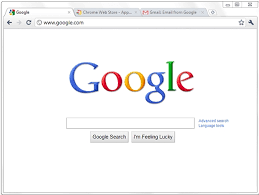 Google
Chrome Web Store - App...
Gmail: Email from Google
www.google.com
Google
Advanced search
Language tools
Google Search
I'm Feeling Lucky